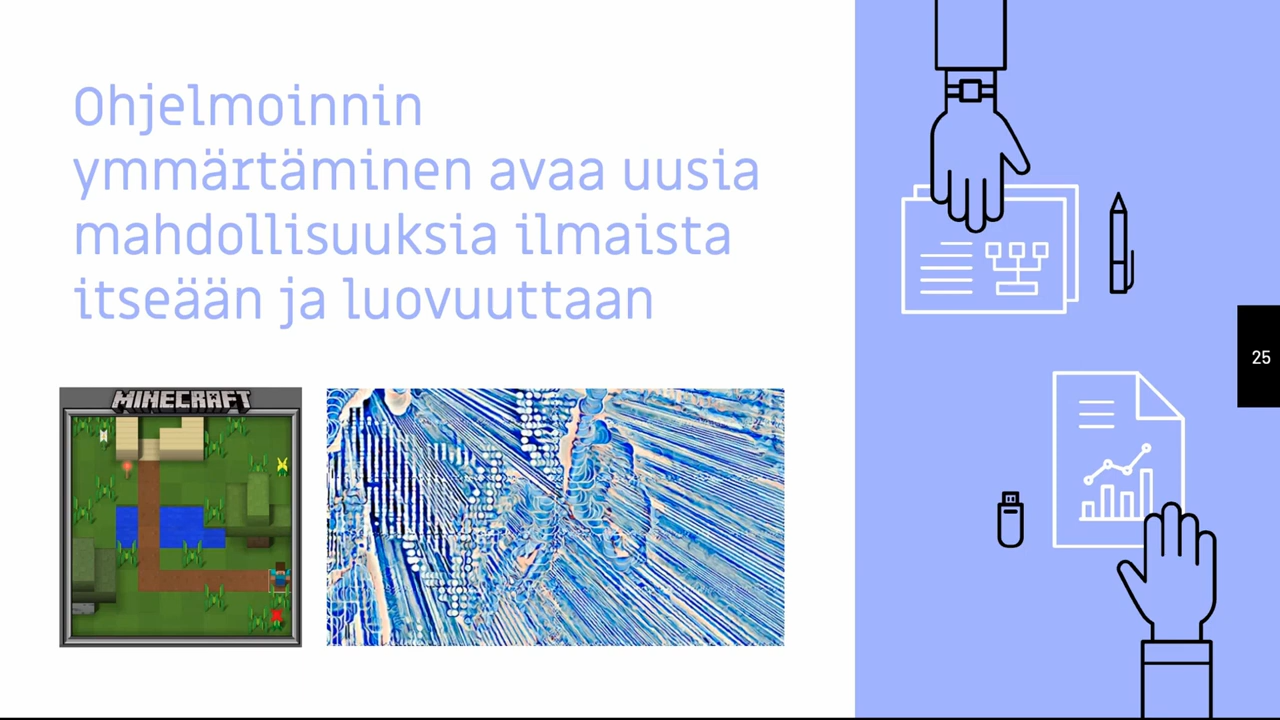 Ohjelmoinnin
ymmärtäminen avaa uusia
mahdollisuuksia ilmaista
itseään ja luovuuttaan
MINECRAFT
25